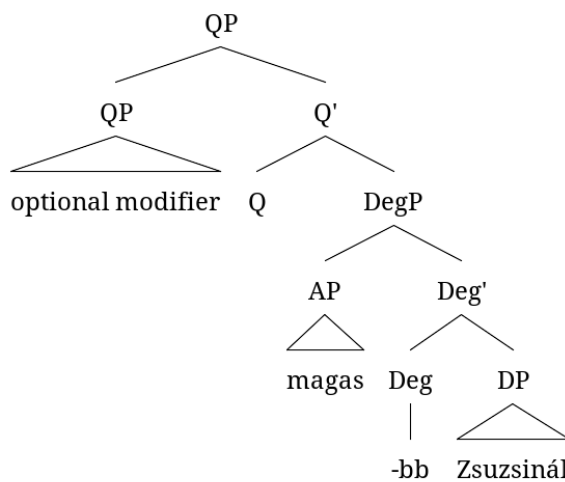 QP
QP Q'
optional modifier Q DegP
AP Deg'
magas Deg DP
-bb Zsuzsinál